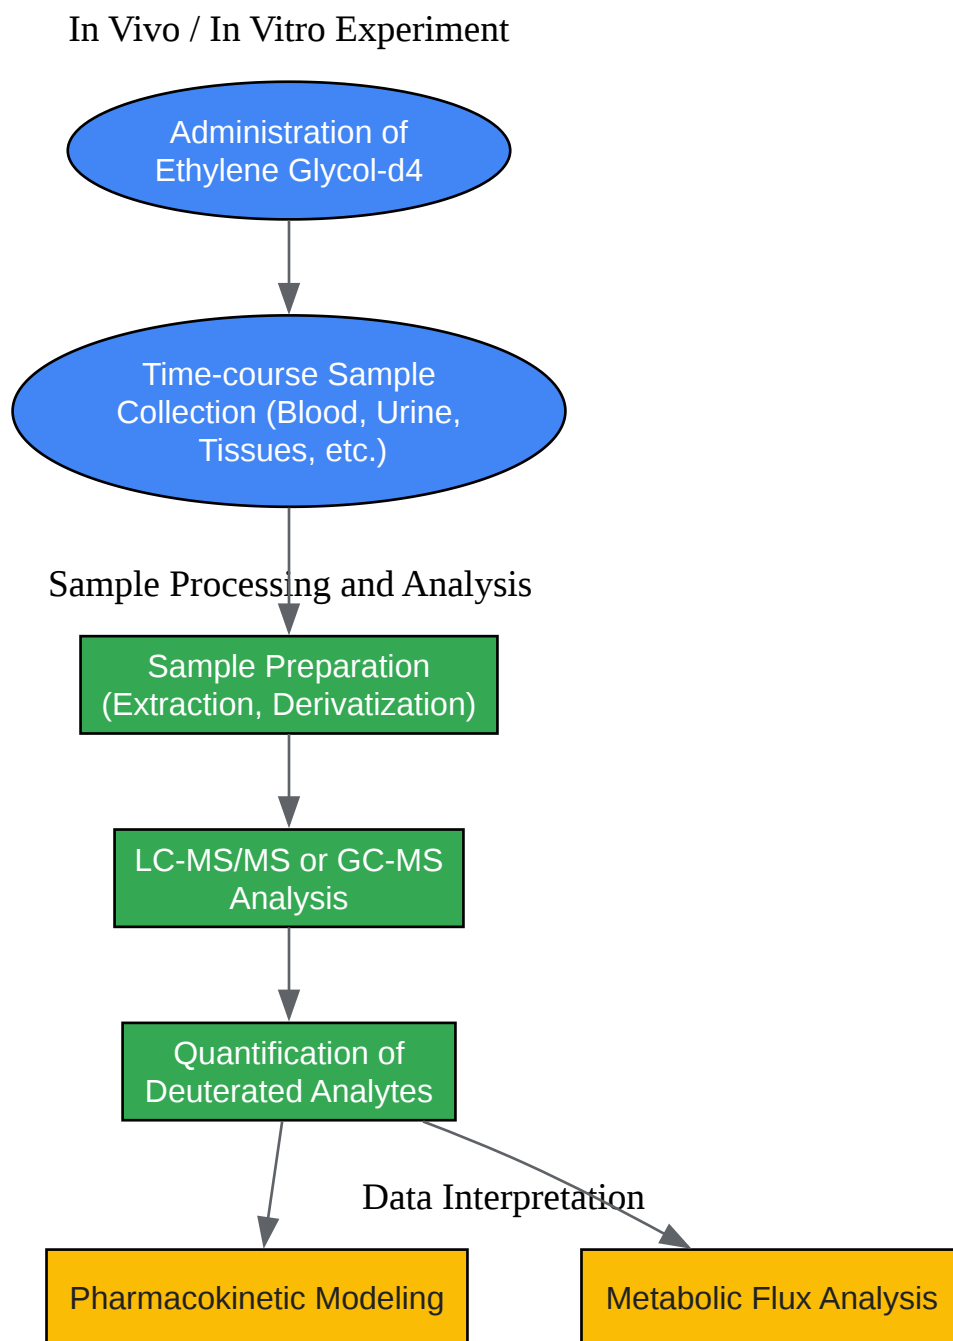 In Vivo / In Vitro Experiment
Administration of
Ethylene Glycol-d4
Time-course Sample
Collection (Blood, Urine,
Tissues, etc.)
Sample Processing and Analysis
Sample Preparation
(Extraction, Derivatization)
LC-MS/MS or GC-MS
Analysis
Quantification of
Deuterated Analytes
Data Interpretation
Pharmacokinetic Modeling
Metabolic Flux Analysis